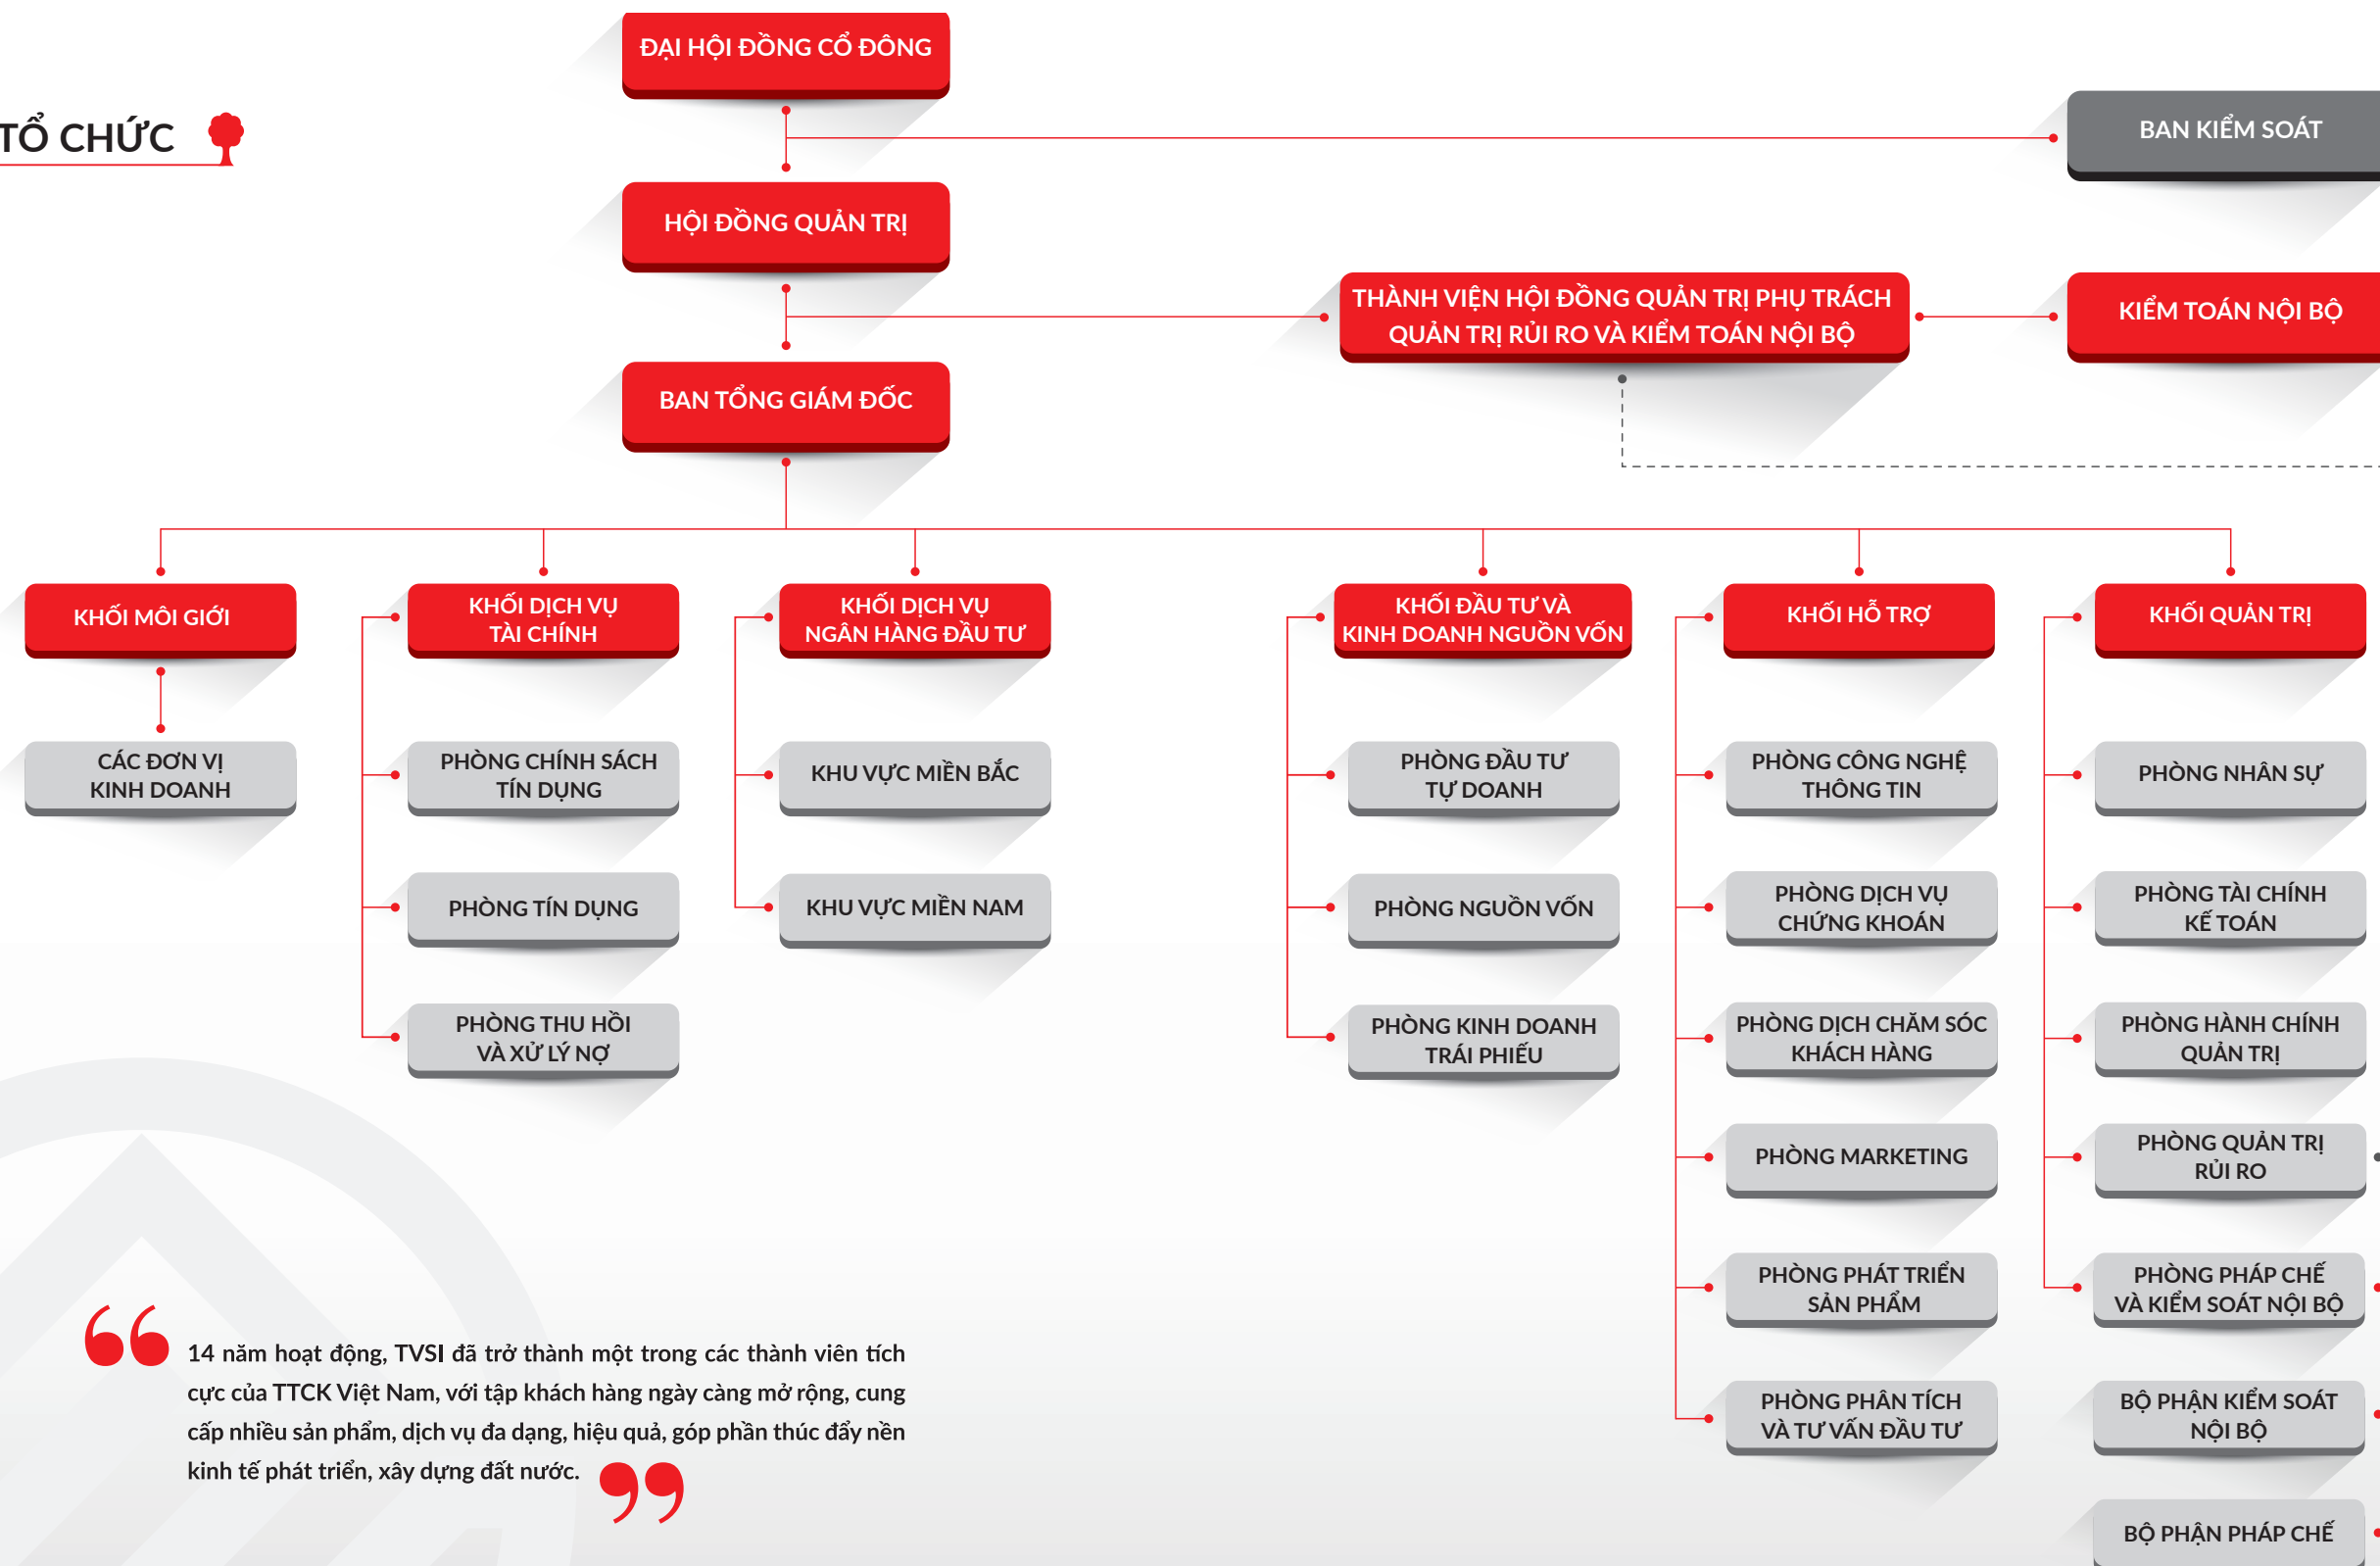 ĐẠI HỘI ĐỒNG CỔ ĐÔNG
TỔ CHỨC
BAN KIỂM SOÁT
HỘI ĐỒNG QUẢN TRỊ
THÀNH VIỆN HỘI ĐỒNG QUẢN TRỊ PHỤ TRÁCH
QUẢN TRỊ RỦI RO VÀ KIỂM TOÁN NỘI BỘ
KIỂM TOÁN NỘI BỘ
BAN TỔNG GIÁM ĐỐC
KHỐI MÔI GIỚI
CÁC ĐƠN VỊ
KINH DOANH
KHỐI DỊCH VỤ
TÀI CHÍNH
PHÒNG CHÍNH SÁCH
TÍN DỤNG
PHÒNG TÍN DỤNG
PHÒNG THU HỒI
VÀ XỬ LÝ NỢ
KHỐI DỊCH VỤ
NGÂN HÀNG ĐẦU TƯ
KHU VỰC MIỀN BẮC
KHU VỰC MIỀN NAM
KHỐI ĐẦU TƯ VÀ
KINH DOANH NGUỒN VỐN
PHÒNG ĐẦU TƯ
TỰ DOANH
PHÒNG NGUỒN VỐN
PHÒNG KINH DOANH
TRÁI PHIẾU
KHỐI HỖ TRỢ
PHÒNG CÔNG NGHỆ
THÔNG TIN
PHÒNG DỊCH VỤ
CHỨNG KHOÁN
PHÒNG DỊCH CHĂM SÓC
KHÁCH HÀNG
PHÒNG MARKETING
PHÒNG PHÁT TRIỂN
SẢN PHẨM
PHÒNG PHÂN TÍCH
VÀ TƯ VẤN ĐẦU TƯ
KHỐI QUẢN TRỊ
PHÒNG NHÂN SỰ
PHÒNG TÀI CHÍNH
KẾ TOÁN
PHÒNG HÀNH CHÍNH
QUẢN TRỊ
PHÒNG QUẢN TRỊ
RỦI RO
PHÒNG PHÁP CHẾ
VÀ KIỂM SOÁT NỘI BỘ
BỘ PHẬN KIỂM SOÁT
NỘI BỘ
BỘ PHẬN PHÁP CHẾ
“14 năm hoạt động, TVSI đã trở thành một trong các thành viên tích
cực của TTCK Việt Nam, với tập khách hàng ngày càng mở rộng, cung
cấp nhiều sản phẩm, dịch vụ đa dạng, hiệu quả, góp phần thúc đẩy nền
kinh tế phát triển, xây dựng đất nước.”